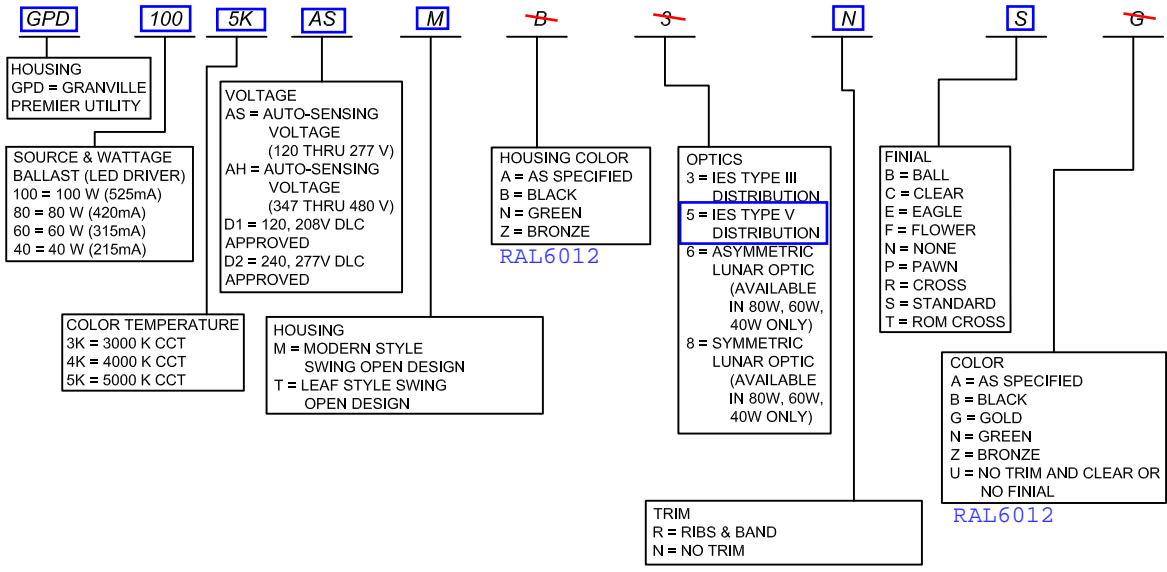 GPD 100 5K AS M B 3 N S G
HOUSING
GPD = GRANVILLE
PREMIER UTILITY
SOURCE & WATTAGE
BALLAST (LED DRIVER)
100 = 100 W (525mA)
80 = 80 W (420mA)
60 = 60 W (315mA)
40 = 40 W (215mA)
COLOR TEMPERATURE
3K = 3000 K CCT
4K = 4000 K CCT
5K = 5000 K CCT
VOLTAGE
AS = AUTO-SENSING
VOLTAGE
(120 THRU 277 V)
AH = AUTO-SENSING
VOLTAGE
(347 THRU 480 V)
D1 = 120, 208V DLC
APPROVED
D2 = 240, 277V DLC
APPROVED
HOUSING
M = MODERN STYLE
SWING OPEN DESIGN
T = LEAF STYLE SWING
OPEN DESIGN
HOUSING COLOR
A = AS SPECIFIED
B = BLACK
N = GREEN
Z = BRONZE
RAL6012
OPTICS
3 = IES TYPE III
DISTRIBUTION
5 = IES TYPE V
DISTRIBUTION
6 = ASYMMETRIC
LUNAR OPTIC
(AVAILABLE
IN 80W, 60W,
40W ONLY)
8 = SYMMETRIC
LUNAR OPTIC
(AVAILABLE
IN 80W, 60W,
40W ONLY)
TRIM
R = RIBS & BAND
N = NO TRIM
FINIAL
B = BALL
C = CLEAR
E = EAGLE
F = FLOWER
N = NONE
P = PAWN
R = CROSS
S = STANDARD
T = ROM CROSS
COLOR
A = AS SPECIFIED
B = BLACK
G = GOLD
N = GREEN
Z = BRONZE
U = NO TRIM AND CLEAR OR
NO FINIAL
RAL6012